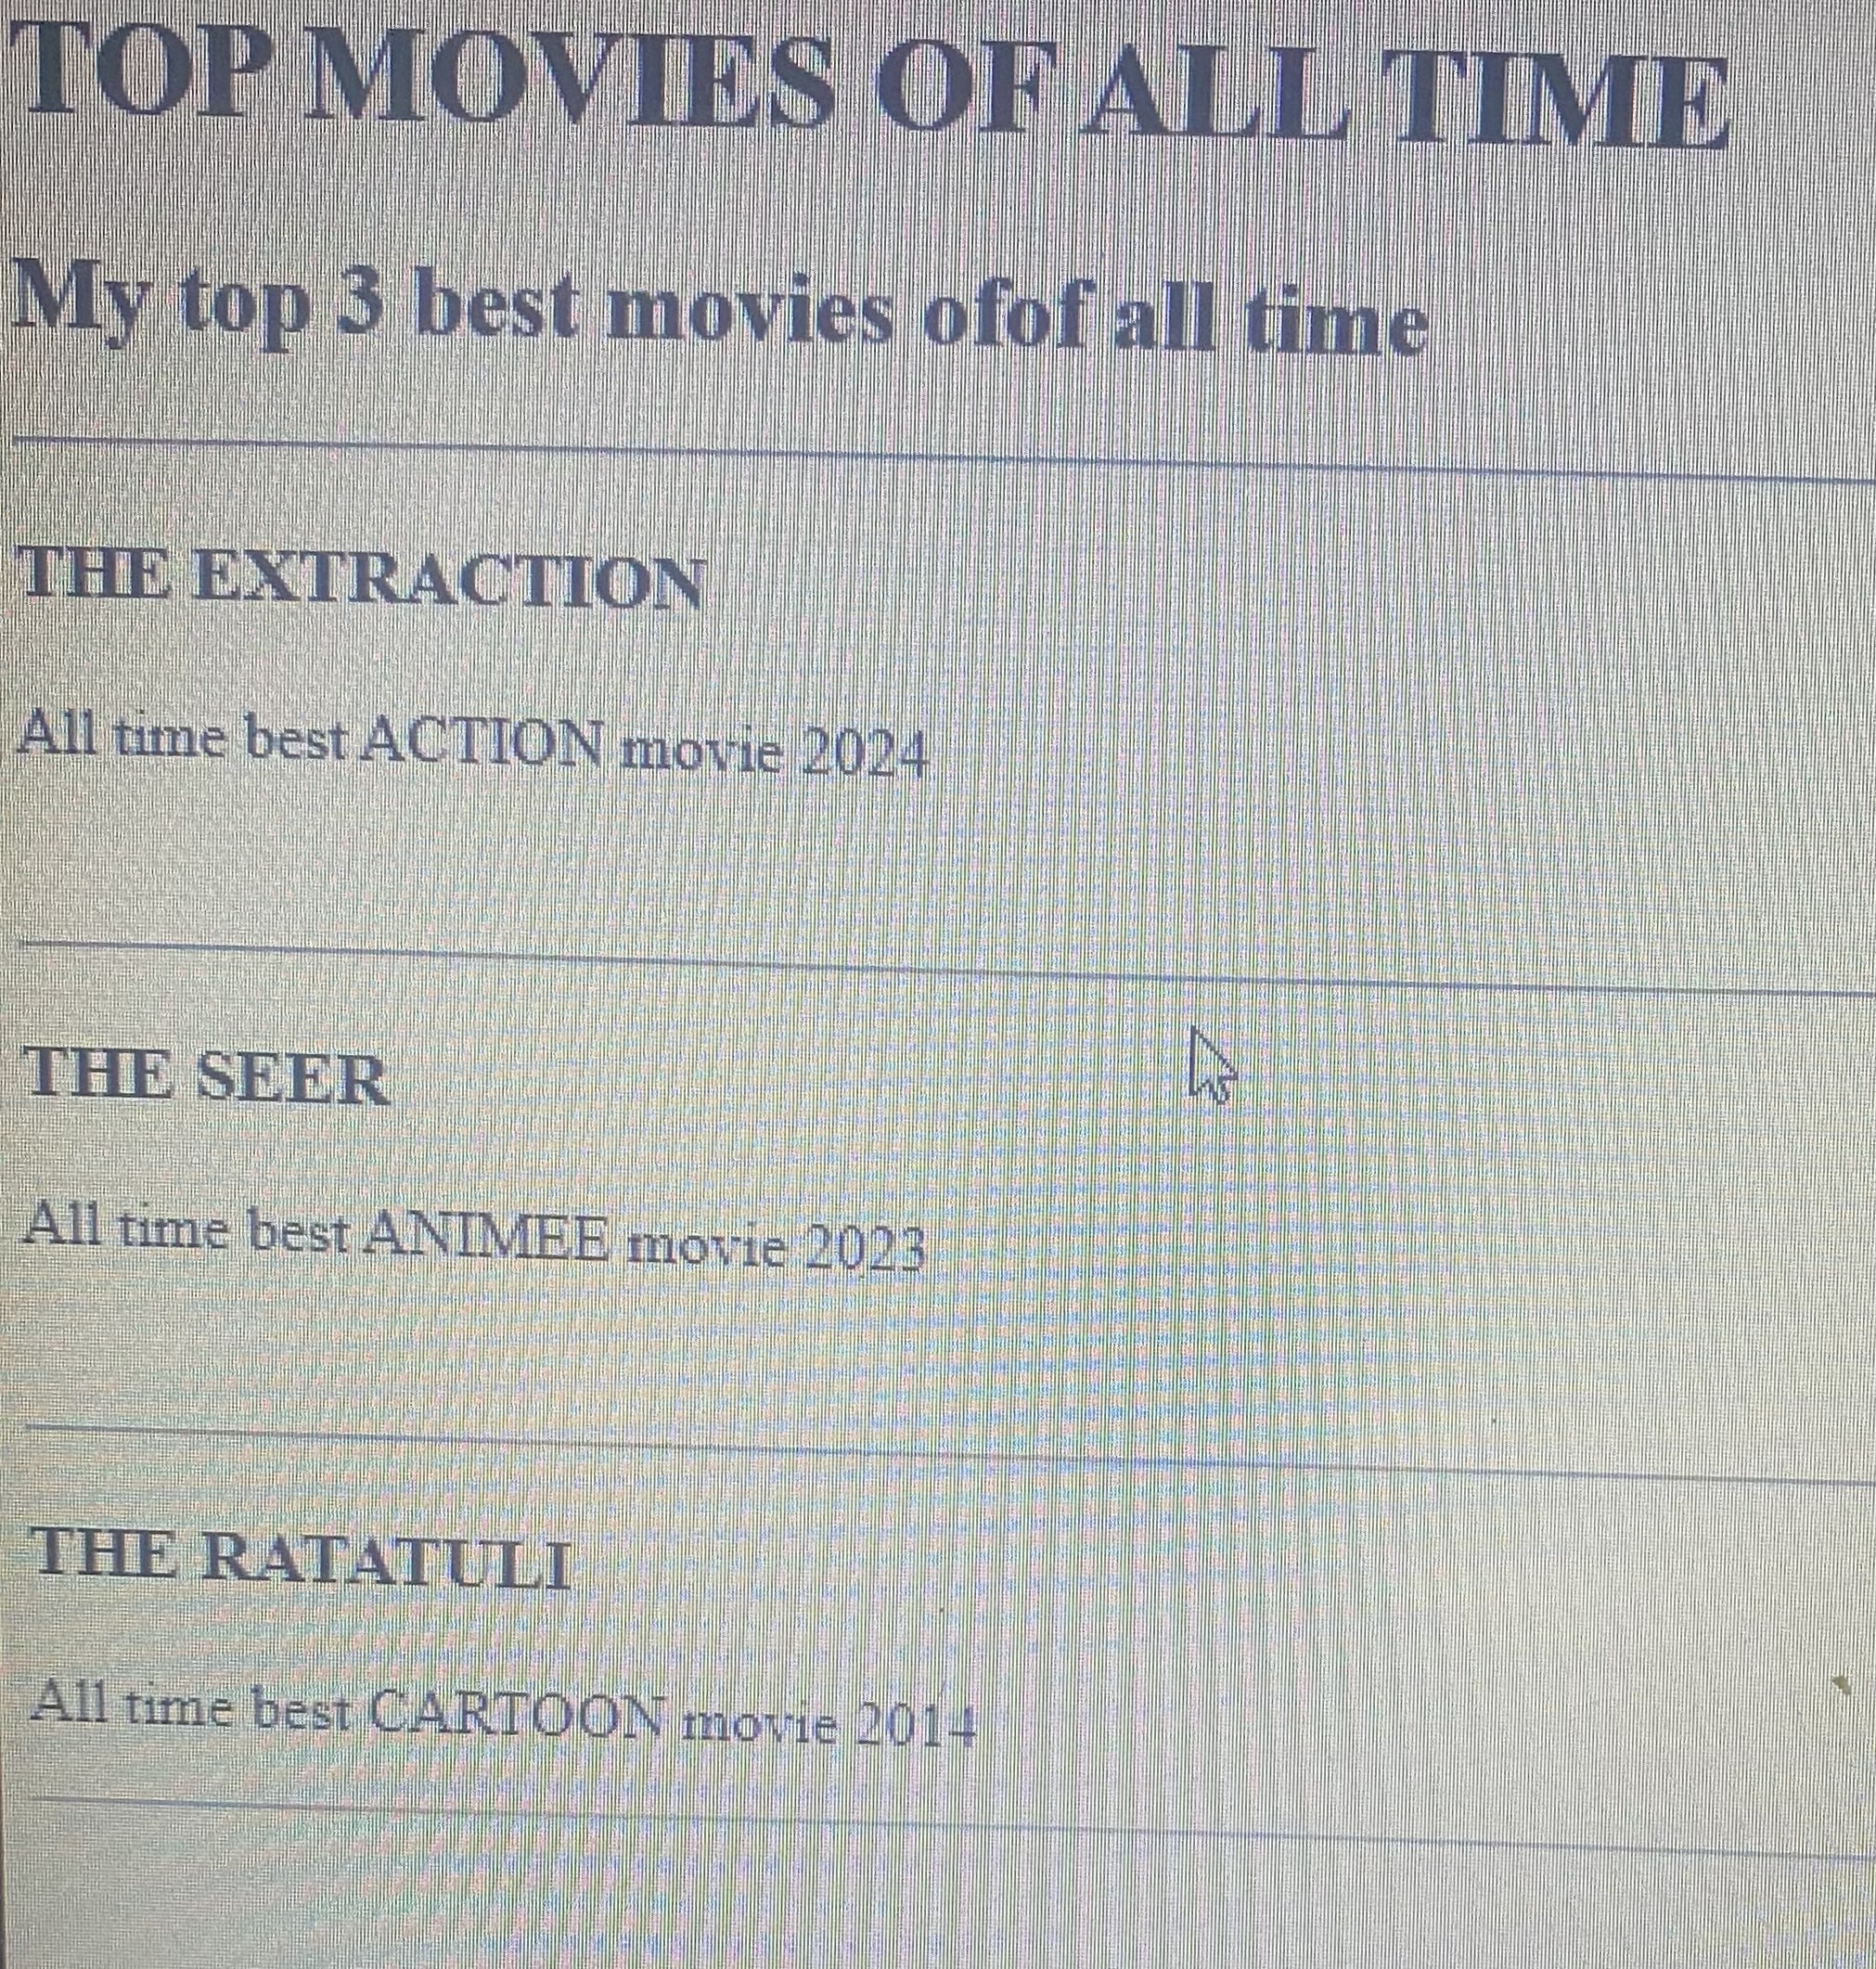 TOP MOVIES OF ALL TIME
My top 3 best movies ofof all time
THE EXTRACTION
All time best ACTION movie 2024
THE SEER
All time best ANIMEE movie 2023
THE RATATULI
All time best CARTOON movie 2014